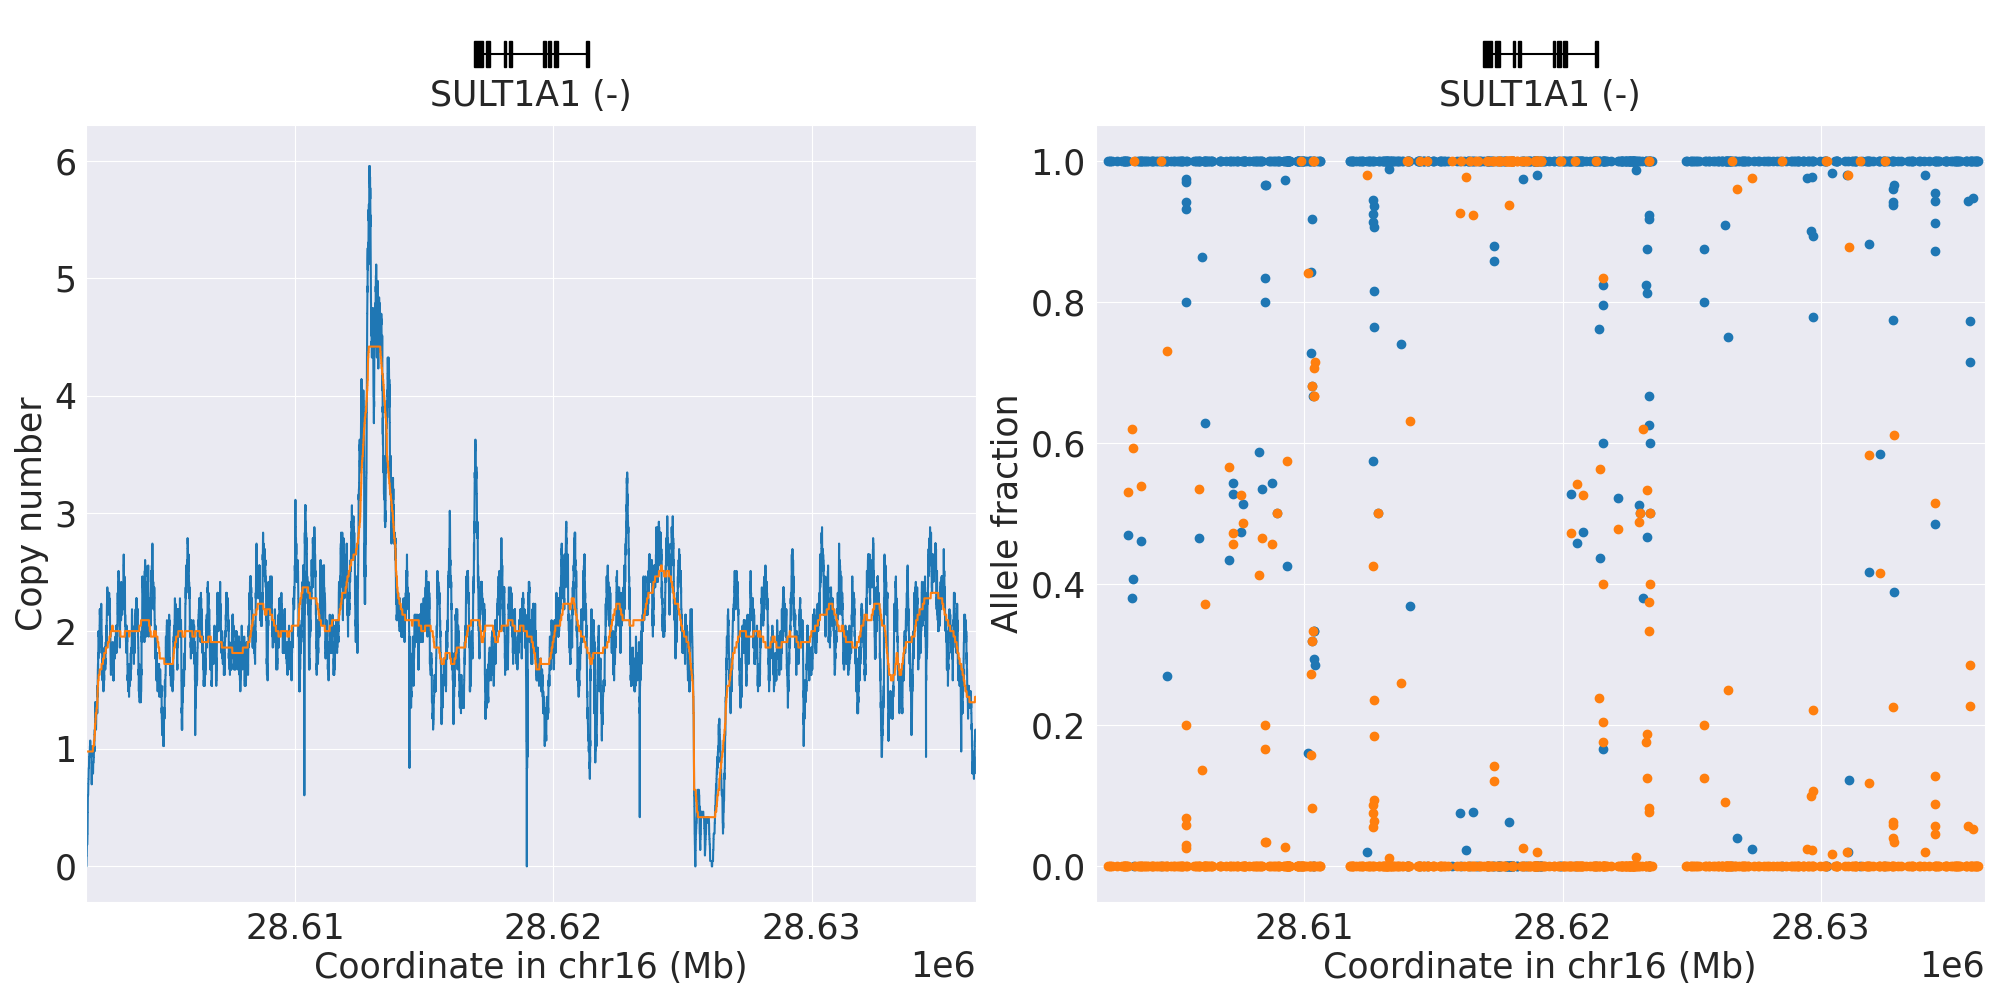 SULT1A1 (-)
6
5
4
3
2
1
0
Copy number
28.61
28.62
28.63
Coordinate in chr16 (Mb)
1e6
SULT1A1 (-)
1.0
0.8
0.6
0.4
0.2
0.0
Allele fraction
28.61
28.62
28.63
Coordinate in chr16 (Mb)
1e6